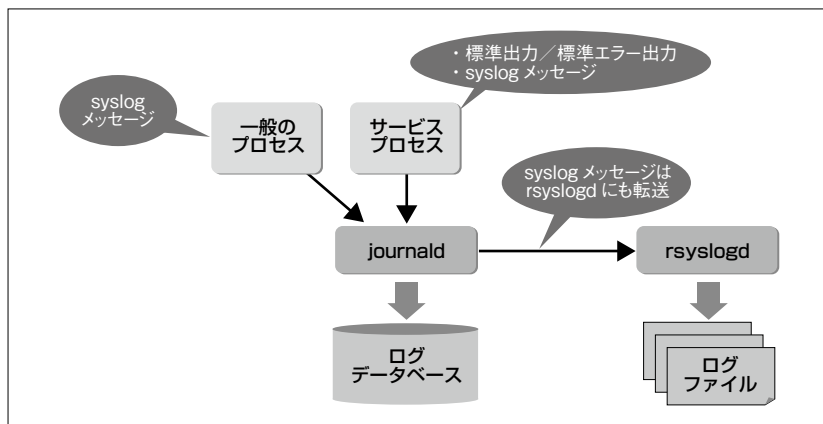 ・標準出力／標準エラー出力
・syslog メッセージ
syslog
メッセージ
一般の
プロセス
サービス
プロセス
syslog メッセージは
rsyslogd にも転送
journald
rsyslogd
ログ
データベース
ログ
ファイル